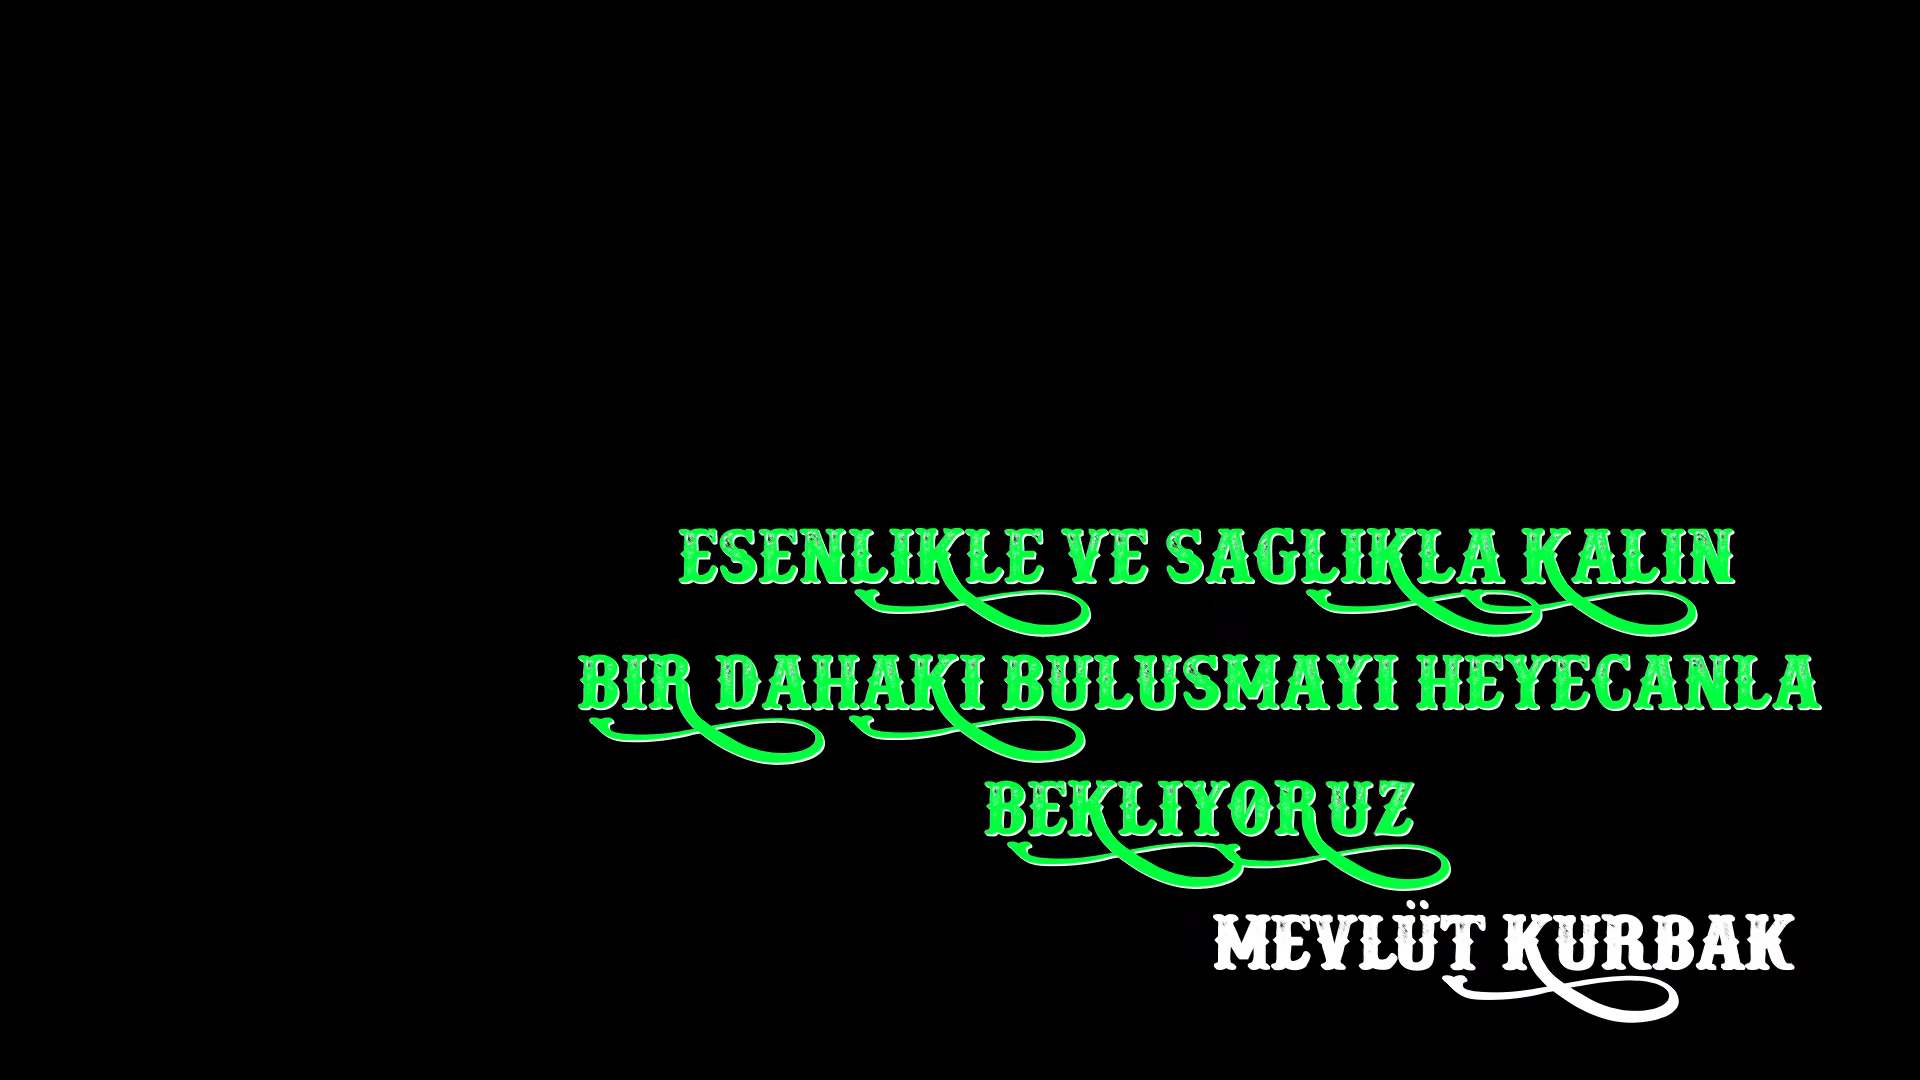 ESENLIKLE VE SAGLIKLA KALIN
BIR DAHAKI BULUSMAYI HEYECANLA
BEKLIYORUZ
MEVLÜT KURBAK